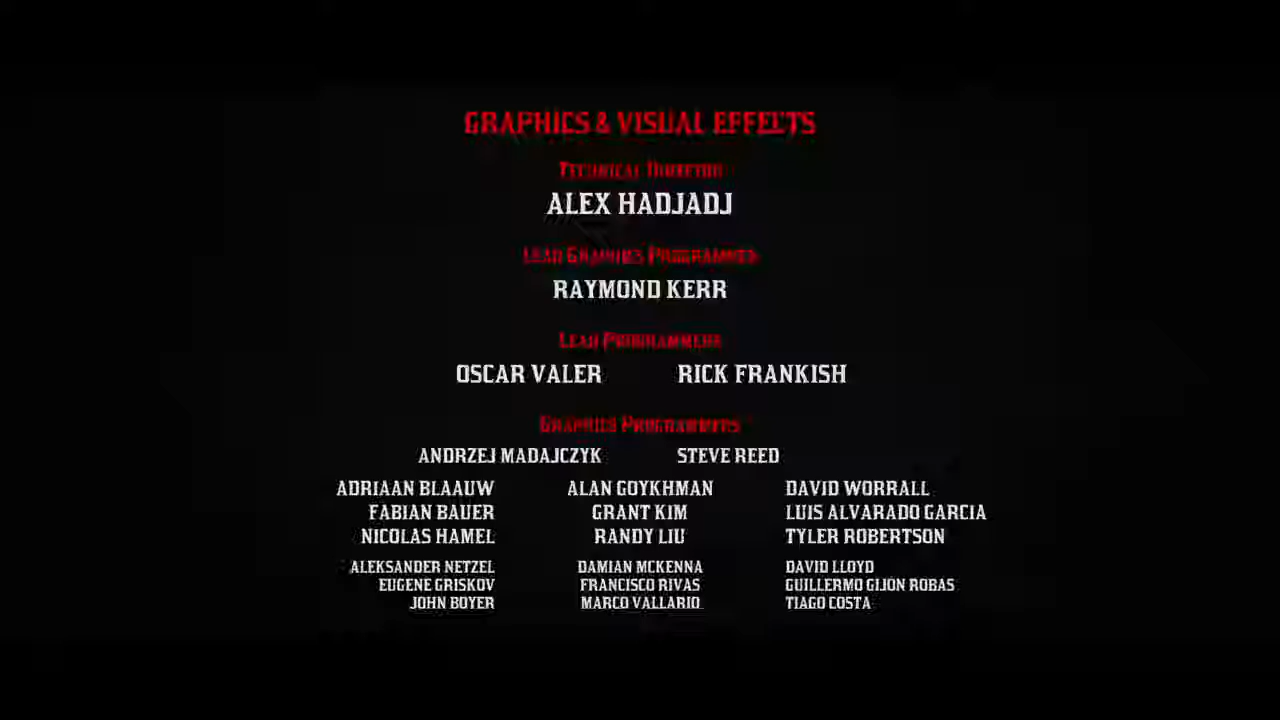 GRAPHICS & VISUAL EFFECTS
TECHNICAL DIRECTOR
ALEX HADJADJ
LEAD GRAPHICS PROGRAMMER
RAYMOND KERR
LEAD PROGRAMMERS
OSCAR VALER RICK FRANKISH
GRAPHICS PROGRAMMERS
ANDRZEJ MADAJCZYK STEVE REED
ADRIAAN BLAAUW ALAN GOYKHMAN DAVID WORRALL
FABIAN BAUER GRANT KIM LUIS ALVARADO GARCIA
NICOLAS HAMEL RANDY LIU TYLER ROBERTSON
ALEKSANDER NETZEL DAMIAN MCKENNA DAVID LLOYD
EUGENE GRISKOV FRANCISCO RIVAS GUILLERMO GIJÓN ROBAS
JOHN BOYER MARCO VALLARIO TIAGO COSTA